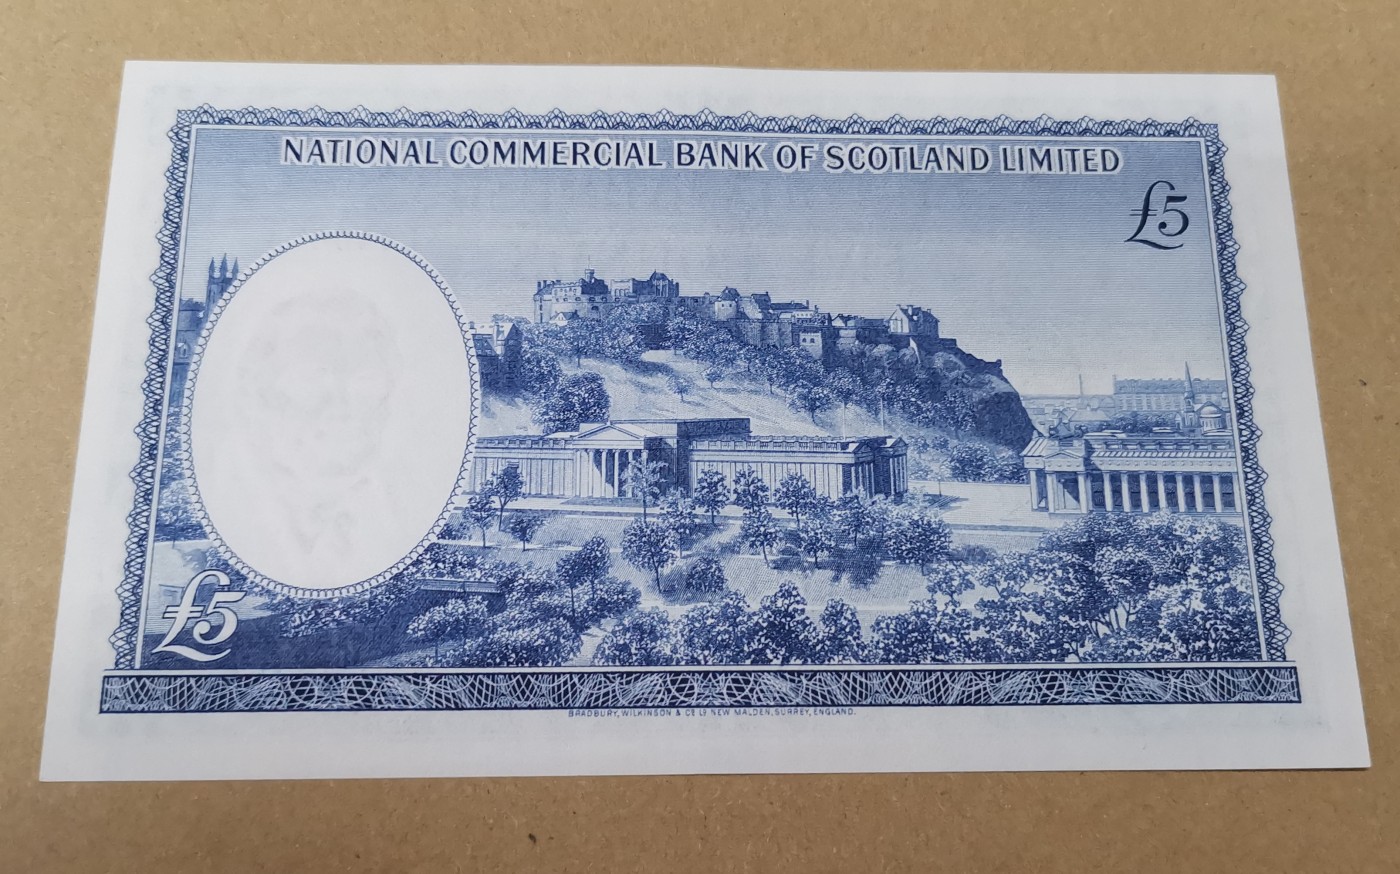 NATIONAL COMMERCIAL BANK OF SCOTLAND LIMITED
£5
£5
BRADBURY, WILKINSON & Cº Lᴰ NEW MALDEN, SURREY, ENGLAND.